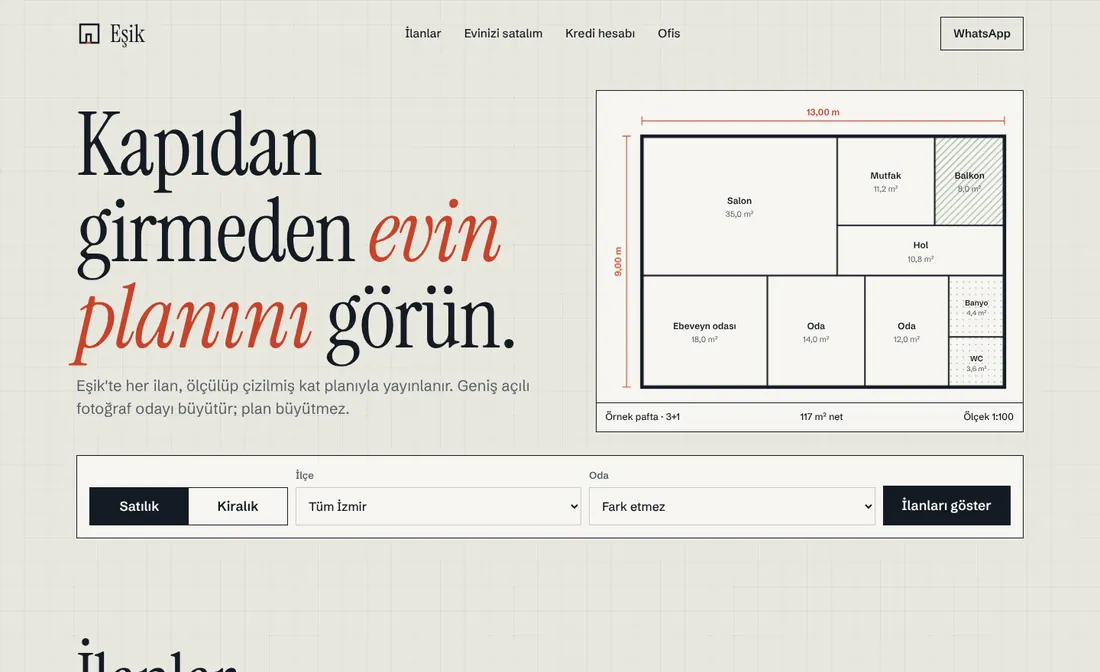 Eşik
İlanlar
Evinizi satalım
Kredi hesabı
Ofis
WhatsApp
Kapıdan
girmeden evin
planını görün.
Eşik'te her ilan, ölçülüp çizilmiş kat planıyla yayınlanır. Geniş açılı
fotoğraf odayı büyütür; plan büyütmez.
13,00 m
9,00 m
Salon
35,0 m²
Mutfak
11,2 m²
Balkon
8,0 m²
Hol
10,8 m²
Ebeveyn odası
18,0 m²
Oda
14,0 m²
Oda
12,0 m²
Banyo
4,4 m²
WC
3,6 m²
Örnek pafta · 3+1
117 m² net
Ölçek 1:100
Satılık
Kiralık
İlçe
Tüm İzmir
Oda
Fark etmez
İlanları göster
İlanlar